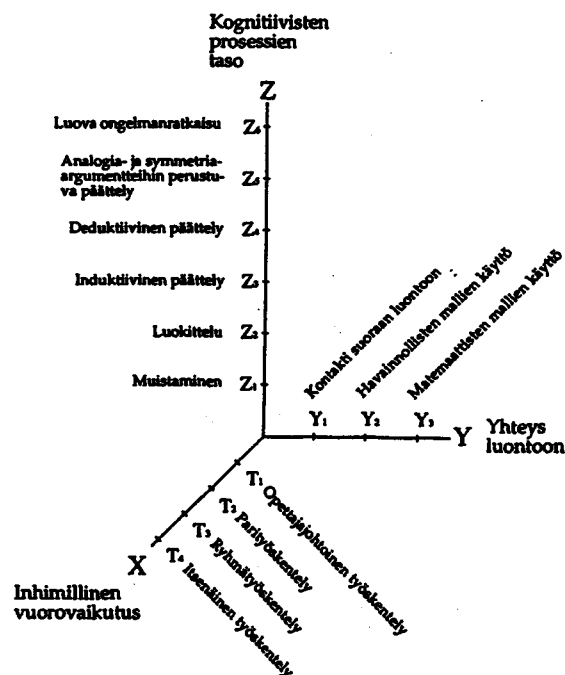 Kognitiivisten
prosessien
taso
Z
Luova ongelmanratkaisu Z₆
Analogia- ja symmetria-
argumentteihin perustu-
va päättely Z₅
Deduktiivinen päättely Z₄
Induktiivinen päättely Z₃
Luokittelu Z₂
Muistaminen Z₁
Kontakti suoraan luontoon
Havainnollisten mallien käyttö
Matemaattisten mallien käyttö
Y₁ Y₂ Y₃
Y Yhteys
luontoon
T₁ Opettajajohtoinen työskentely
T₂ Parityöskentely
T₃ Ryhmätyöskentely
T₄ Itsenäinen työskentely
X
Inhimillinen
vuorovaikutus